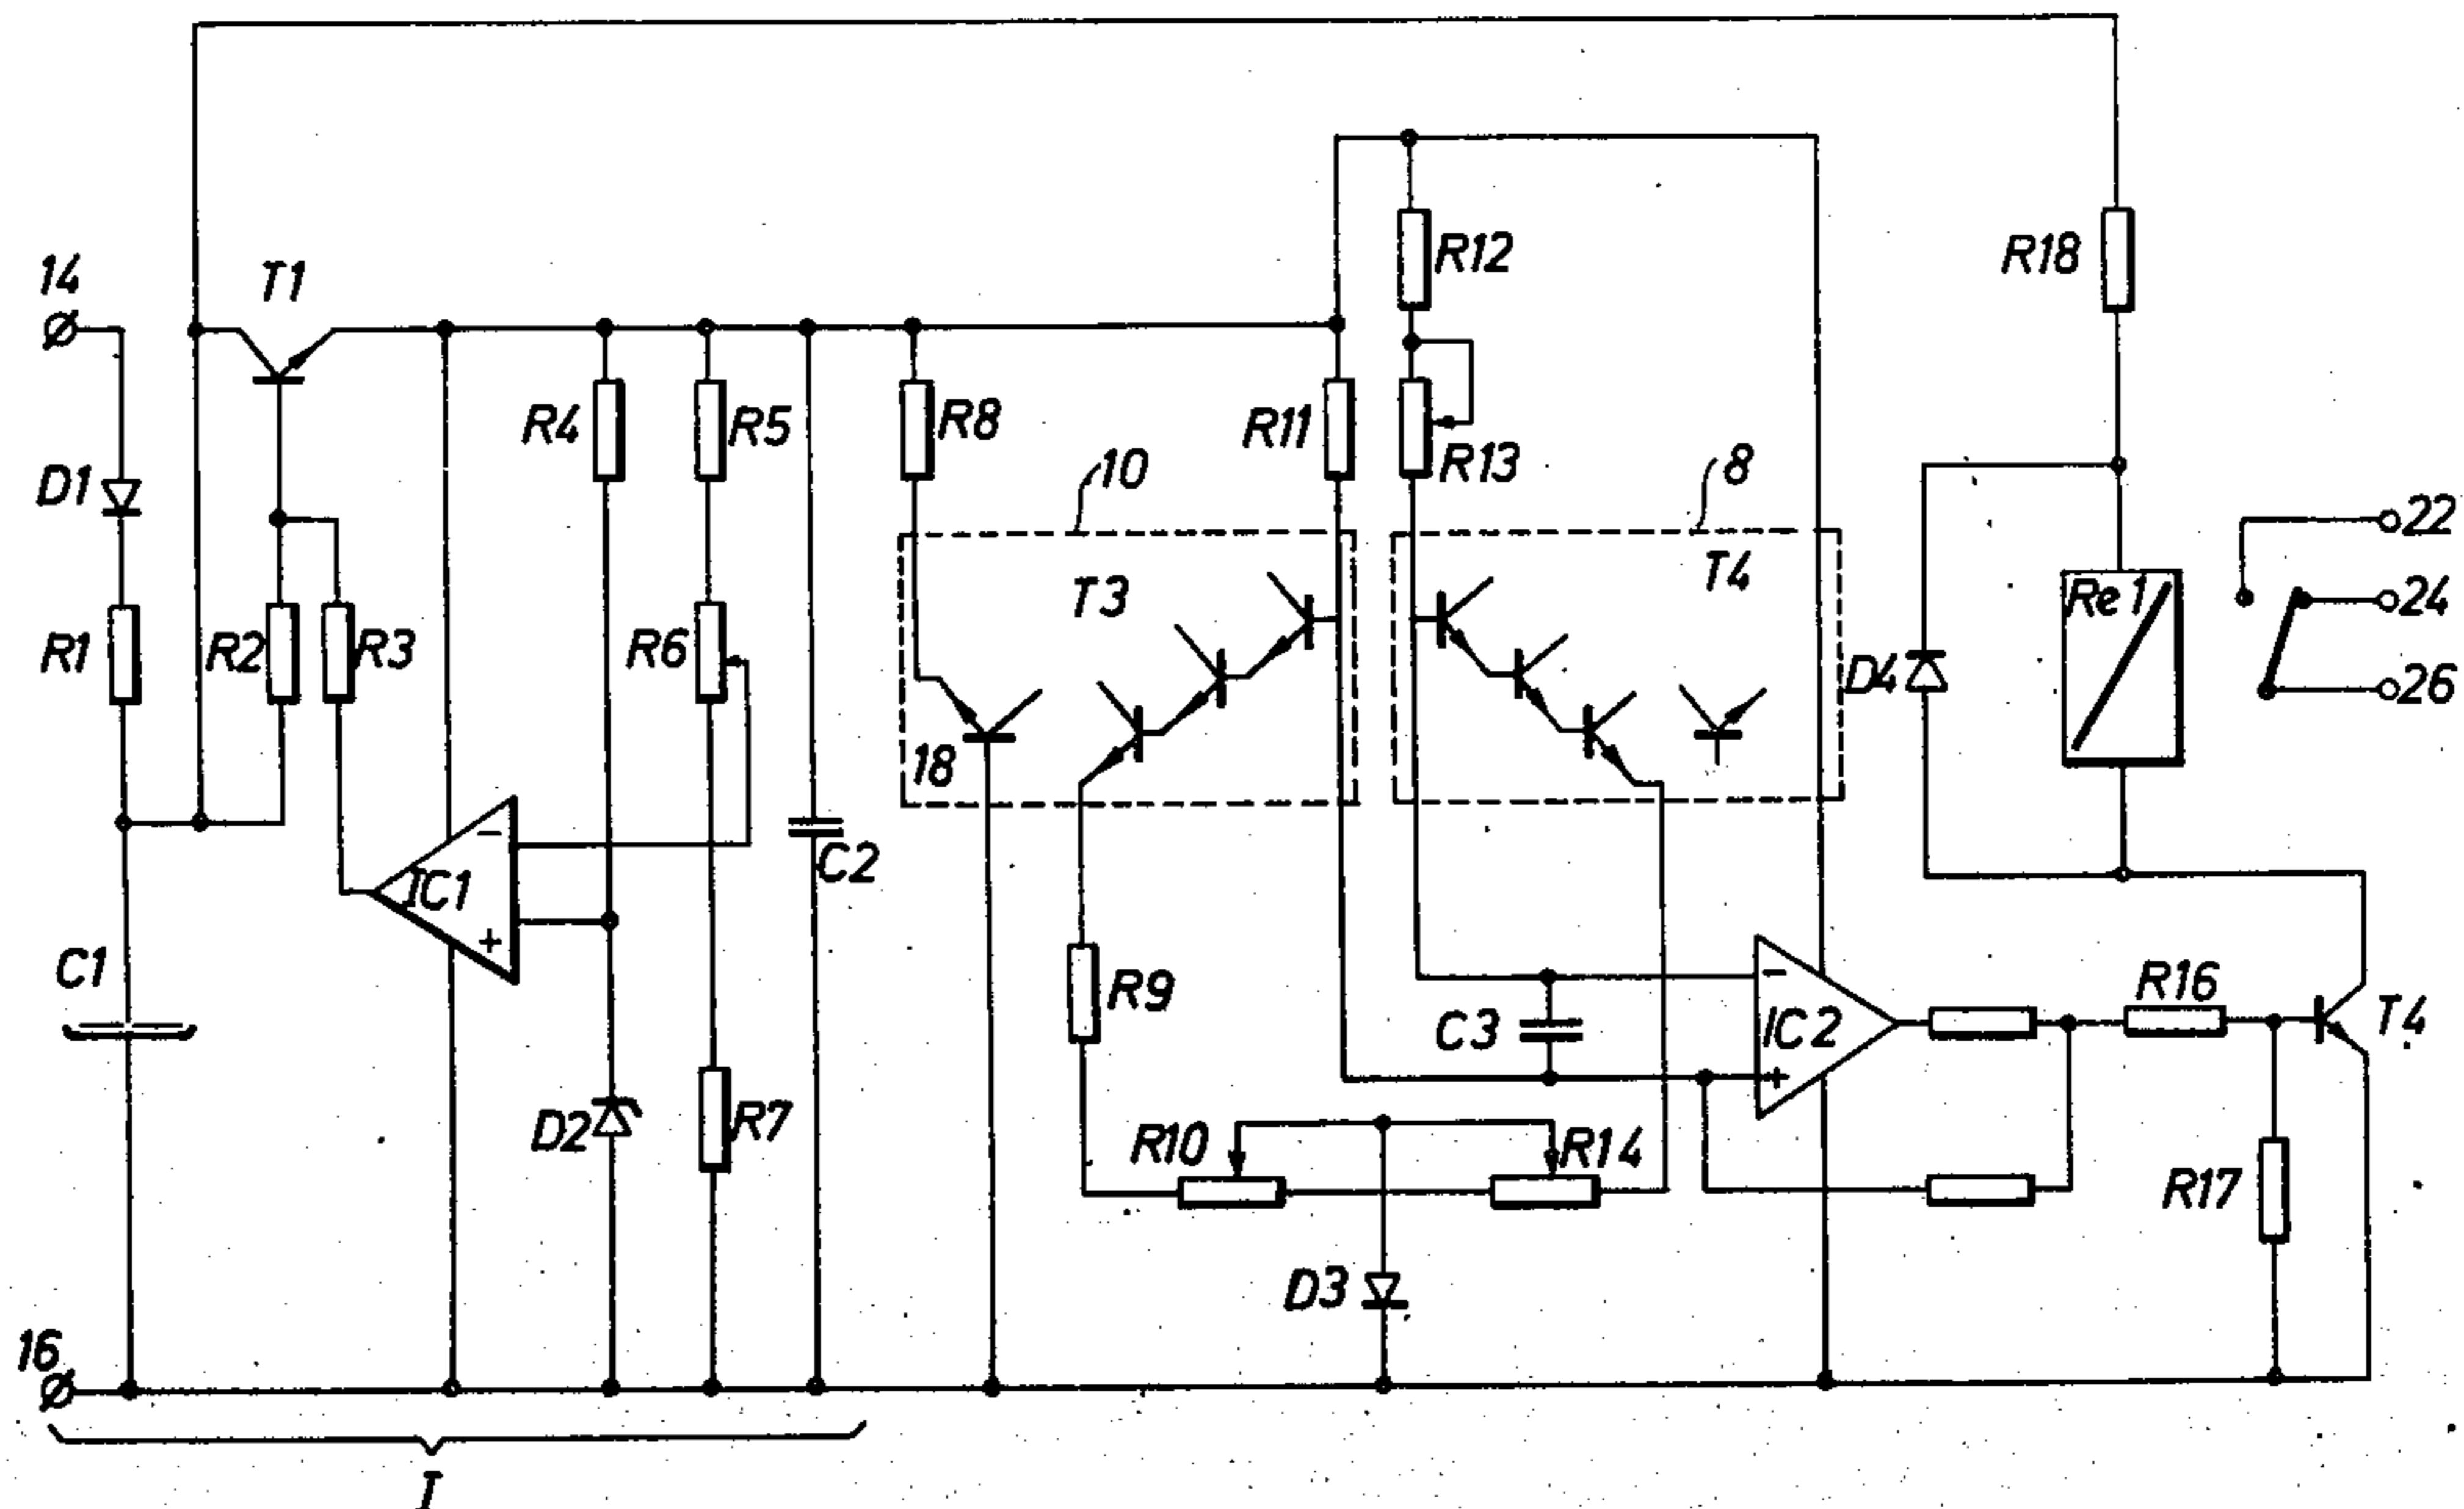 14
T1
R12
R18
R4
R5
R8
R11
R13
10
8
D1
22
T3
T4
Re 1
24
R1
R2
R3
R6
D4
26
18
-
IC1
+
C2
C1
R9
C3
-
IC2
+
R16
T4
D2
R7
R10
R14
R17
D3
16
I